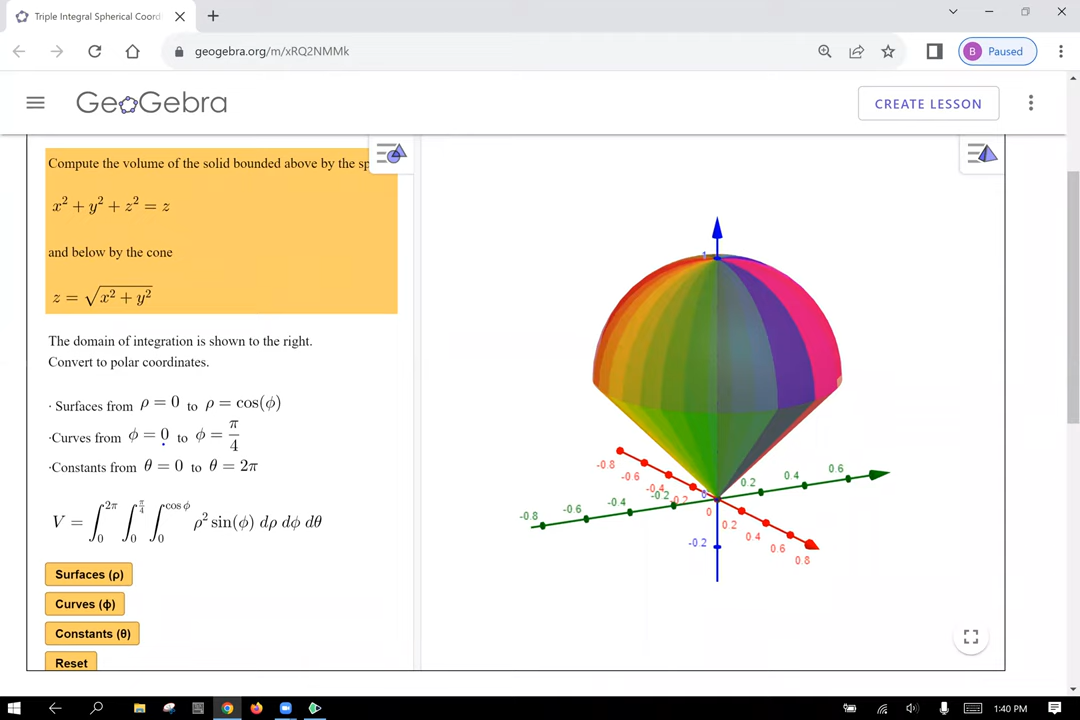 Triple Integral Spherical Coord
geogebra.org/m/xRQ2NMMk
B Paused
GeoGebra
CREATE LESSON
Compute the volume of the solid bounded above by the sp
x² + y² + z² = z
and below by the cone
z = √(x² + y²)
The domain of integration is shown to the right.
Convert to polar coordinates.
· Surfaces from ρ = 0 to ρ = cos(ϕ)
·Curves from ϕ = 0 to ϕ = π/4
·Constants from θ = 0 to θ = 2π
V = ∫₀^2π ∫₀^π/4 ∫₀^cos ϕ ρ² sin(ϕ) dρ dϕ dθ
Surfaces (ρ)
Curves (ϕ)
Constants (θ)
Reset
1
-0.8 -0.6 -0.4 -0.2 0 0.2 0.4 0.6 0.8
-0.8 -0.6 -0.4 -0.2 0.2 0.4 0.6
0
-0.2
1:40 PM